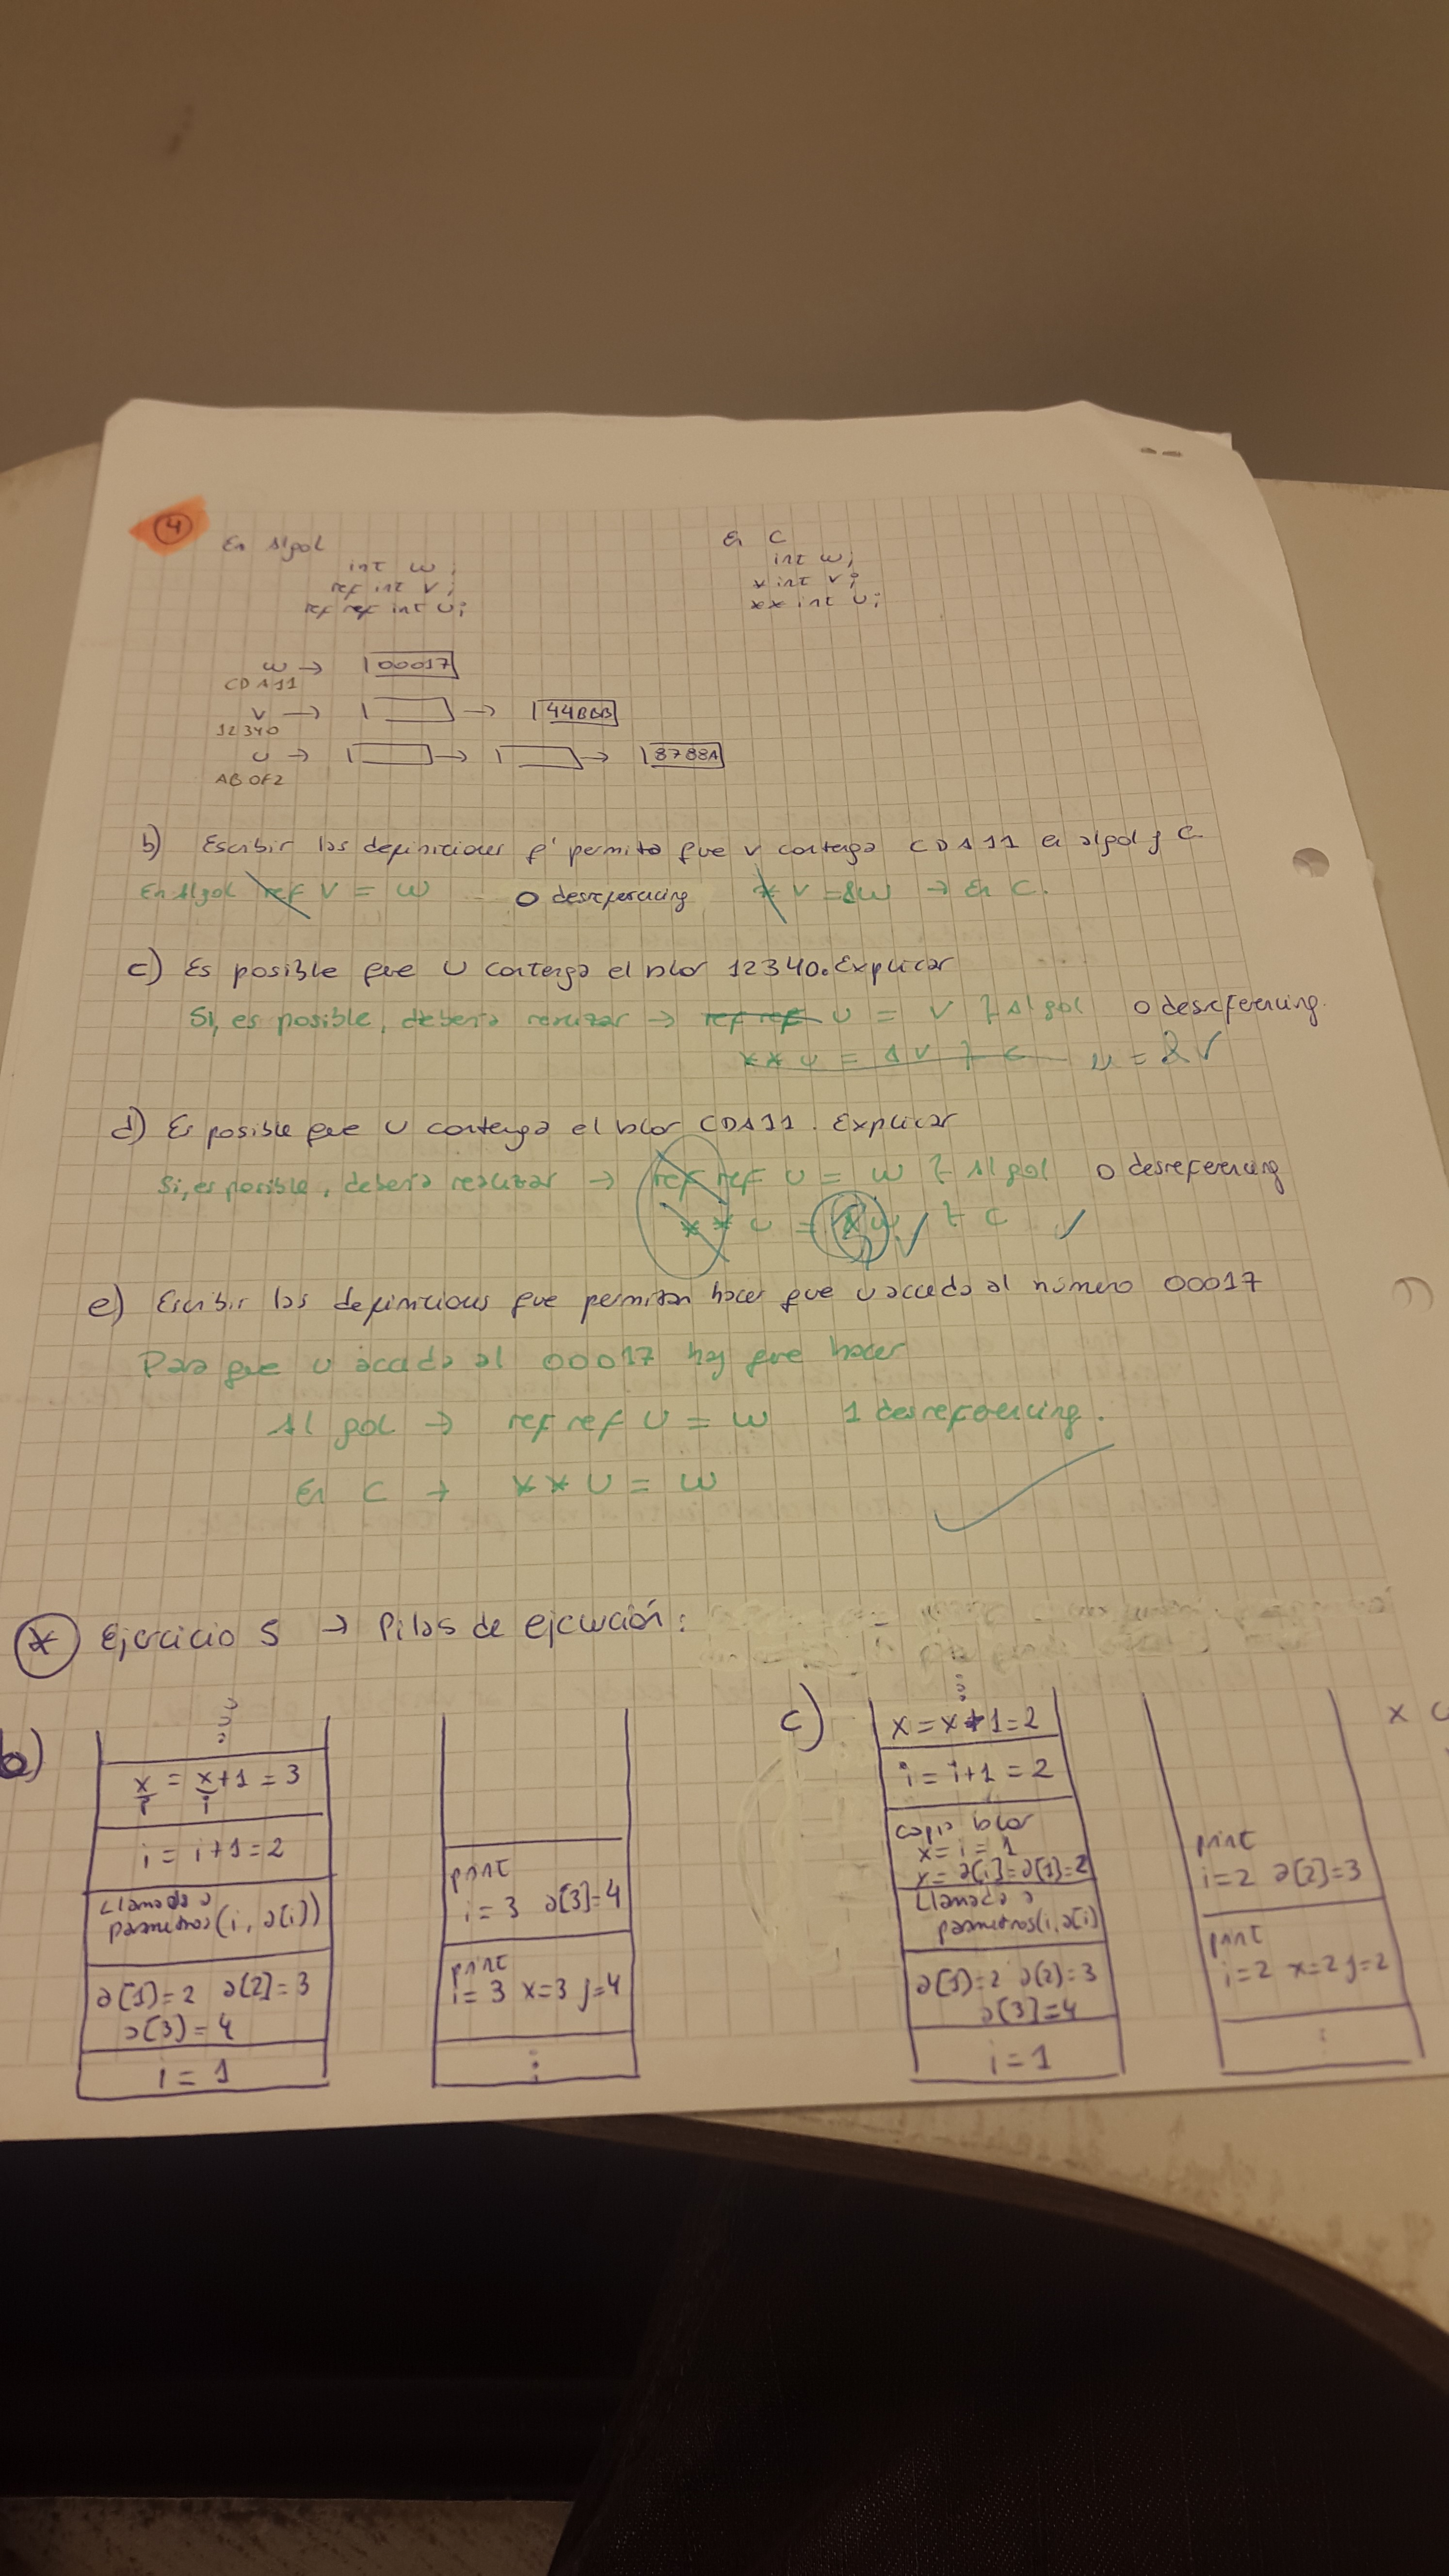 4
En Algol
int w;
ref int v;
ref ref int u;
En C
int w;
* int v;
** int u;
w → 00017
CDA11
v → → 44BBB
12340
u → → → 8788A
AB0F2
b) Escribir las definiciones q' permita que v contenga CDA11 en algol y C
En Algol ref v = w 0 desreferencing * v = &w → En C.
c) Es posible que u contenga el valor 12340. Explicar
Si, es posible, debería realizar → ref ref u = v } Algol 0 desreferencing.
** u = &v } C u = &v
d) Es posible que u contenga el valor CDA11. Explicar
Si, es posible, debería realizar → ref ref u = w } Algol 0 desreferencing
** u = &w } C
e) Escribir las definiciones que permitan hacer que u acceda al número 00017
Para que u acceda al 00017 hay que hacer
Algol → ref ref u = w 1 desreferencing.
En C → ** u = w
* Ejercicio 5 → Pilas de ejecución:
b)
x = x+1 = 3
i i
i = i+1 = 2
Llamada a
parametros(i, a(i))
a[1]=2 a[2]=3
a[3]=4
i = 1
print
i = 3 a[3]=4
print
i = 3 x=3 j=4
c)
x = x+1=2
i = i+1 = 2
copia valor
x = i = 1
y = a[i]=a[1]=2
Llamada a
parametros(i, a[i])
a[1]=2 a[2]=3
a[3]=4
i=1
print
i=2 a[2]=3
print
i=2 x=2 j=2
x